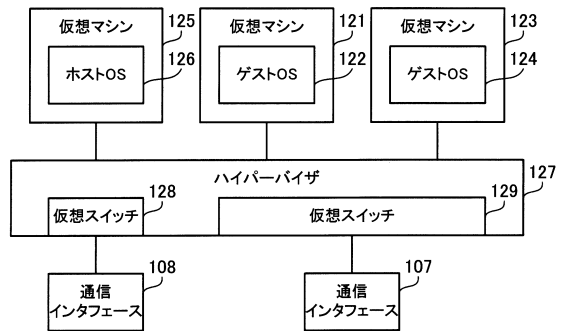 仮想マシン
125
ホストOS
126
仮想マシン
121
ゲストOS
122
仮想マシン
123
ゲストOS
124
ハイパーバイザ
127
仮想スイッチ
128
仮想スイッチ
129
通信
インタフェース
108
通信
インタフェース
107